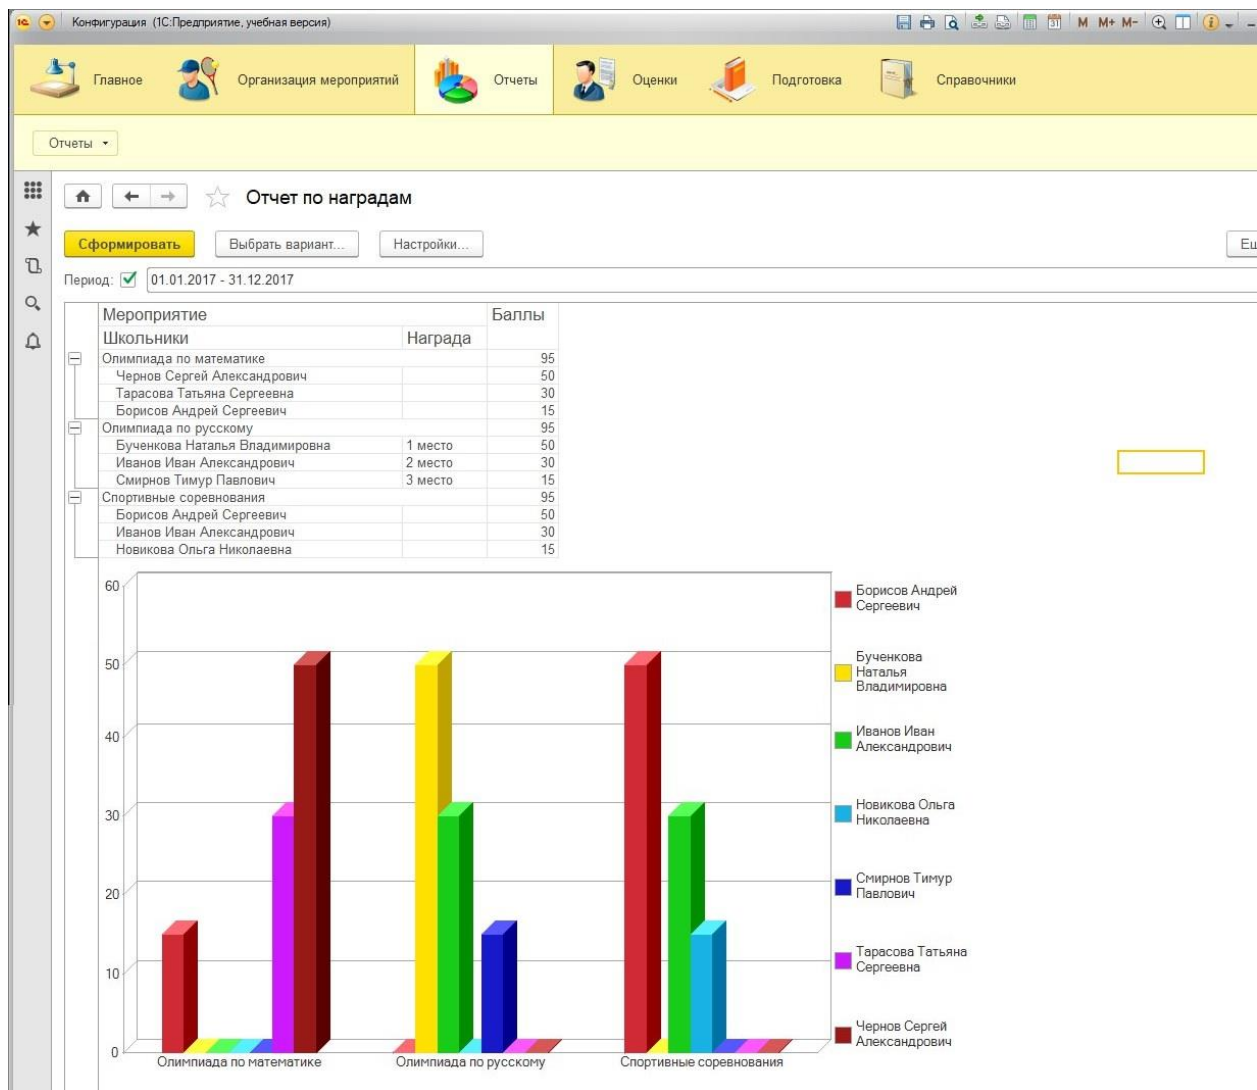 1С Конфигурация (1С:Предприятие, учебная версия) 31 M M+ M- i
Главное Организация мероприятий Отчеты Оценки Подготовка Справочники
Отчеты
Отчет по наградам
Сформировать Выбрать вариант... Настройки...
Период: 01.01.2017 - 31.12.2017
Мероприятие Баллы
Школьники Награда
Олимпиада по математике 95
Чернов Сергей Александрович 50
Тарасова Татьяна Сергеевна 30
Борисов Андрей Сергеевич 15
Олимпиада по русскому 95
Бученкова Наталья Владимировна 1 место 50
Иванов Иван Александрович 2 место 30
Смирнов Тимур Павлович 3 место 15
Спортивные соревнования 95
Борисов Андрей Сергеевич 50
Иванов Иван Александрович 30
Новикова Ольга Николаевна 15
60
50
40
30
20
10
0
Олимпиада по математике Олимпиада по русскому Спортивные соревнования
Борисов Андрей
Сергеевич
Бученкова
Наталья
Владимировна
Иванов Иван
Александрович
Новикова Ольга
Николаевна
Смирнов Тимур
Павлович
Тарасова Татьяна
Сергеевна
Чернов Сергей
Александрович